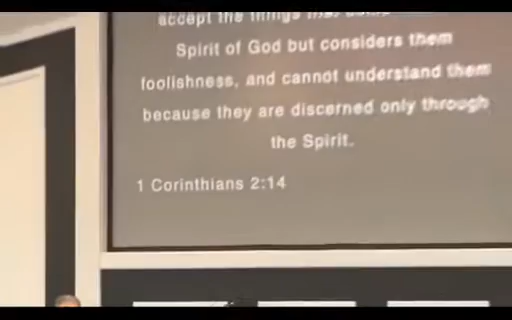 accept the things that
Spirit of God but considers them
foolishness, and cannot understand them
because they are discerned only through
the Spirit.
1 Corinthians 2:14